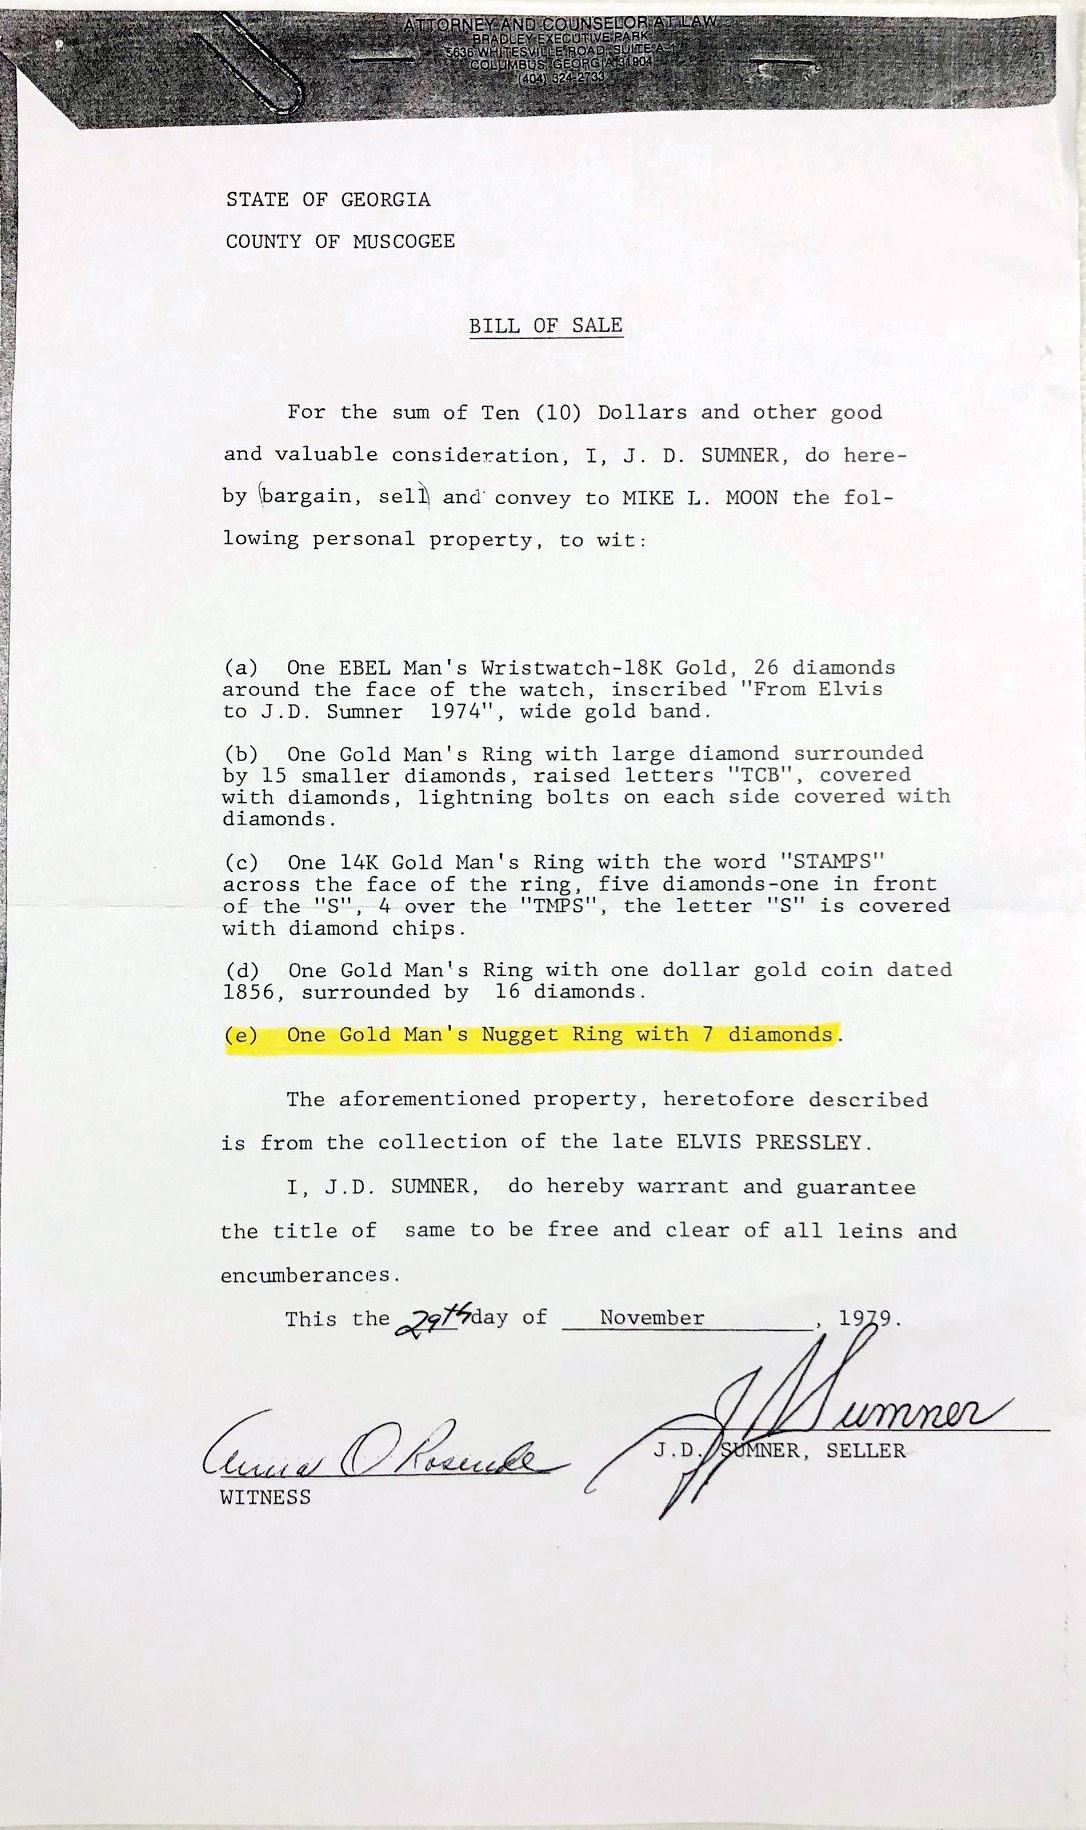 ATTORNEY AND COUNSELOR AT LAW
BRADLEY EXECUTIVE PARK
5636 WHITESVILLE ROAD, SUITE A-1
COLUMBUS, GEORGIA 31904
(404) 324-2733
STATE OF GEORGIA
COUNTY OF MUSCOGEE
BILL OF SALE
For the sum of Ten (10) Dollars and other good
and valuable consideration, I, J. D. SUMNER, do here-
by (bargain, sell) and convey to MIKE L. MOON the fol-
lowing personal property, to wit:
(a) One EBEL Man's Wristwatch-18K Gold, 26 diamonds
around the face of the watch, inscribed "From Elvis
to J.D. Sumner 1974", wide gold band.
(b) One Gold Man's Ring with large diamond surrounded
by 15 smaller diamonds, raised letters "TCB", covered
with diamonds, lightning bolts on each side covered with
diamonds.
(c) One 14K Gold Man's Ring with the word "STAMPS"
across the face of the ring, five diamonds-one in front
of the "S", 4 over the "TMPS", the letter "S" is covered
with diamond chips.
(d) One Gold Man's Ring with one dollar gold coin dated
1856, surrounded by 16 diamonds.
(e) One Gold Man's Nugget Ring with 7 diamonds.
The aforementioned property, heretofore described
is from the collection of the late ELVIS PRESSLEY.
I, J.D. SUMNER, do hereby warrant and guarantee
the title of same to be free and clear of all leins and
encumberances.
This the 29th day of November, 1979.
J D Sumner
J.D. SUMNER, SELLER
Anna O
WITNESS